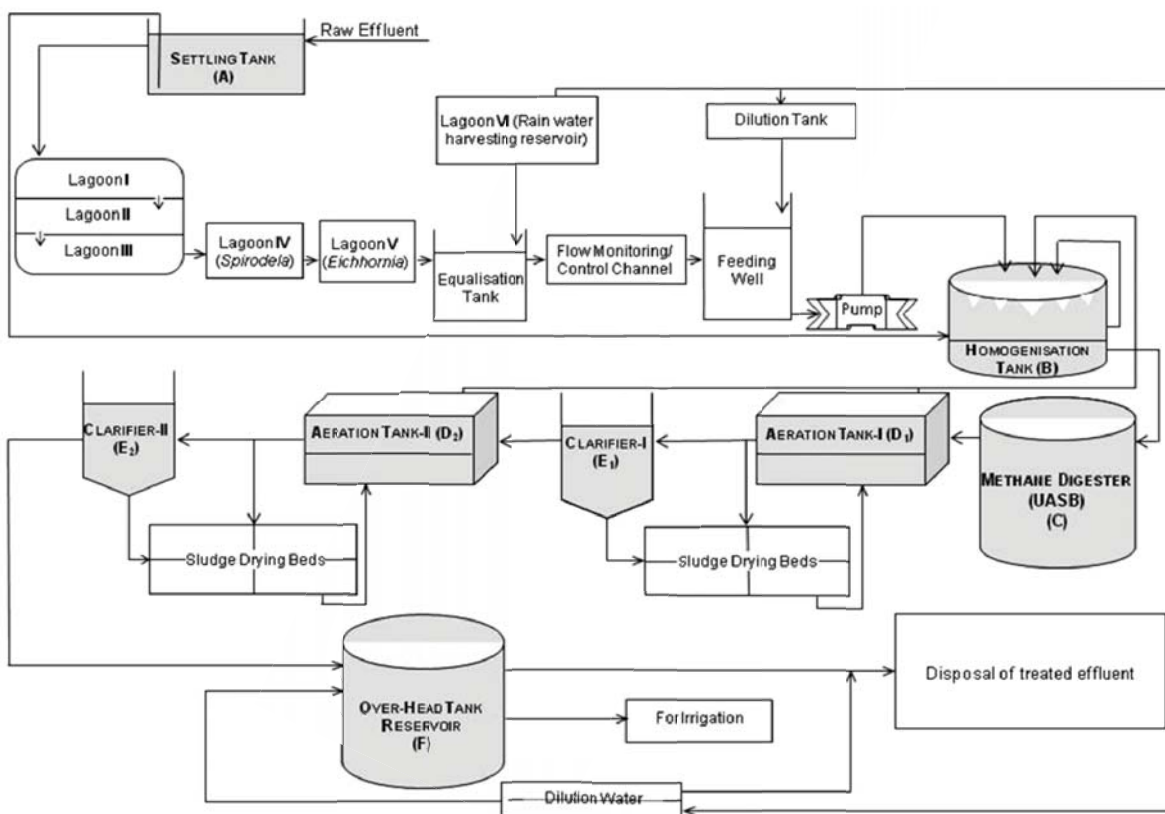 Raw Effluent
SETTLING TANK
(A)
Lagoon VI (Rain water
harvesting reservoir)
Dilution Tank
Lagoon I
Lagoon II
Lagoon III
Lagoon IV
(Spirodela)
Lagoon V
(Eichhornia)
Equalisation
Tank
Flow Monitoring/
Control Channel
Feeding
Well
Pump
HOMOGENISATION
TANK (B)
CLARIFIER-II
(E2)
AERATION TANK-II (D2)
CLARIFIER-I
(E1)
AERATION TANK-I (D1)
METHANE DIGESTER
(UASB)
(C)
Sludge Drying Beds
Sludge Drying Beds
OVER-HEAD TANK
RESERVOIR
(F)
For Irrigation
Disposal of treated effluent
Dilution Water